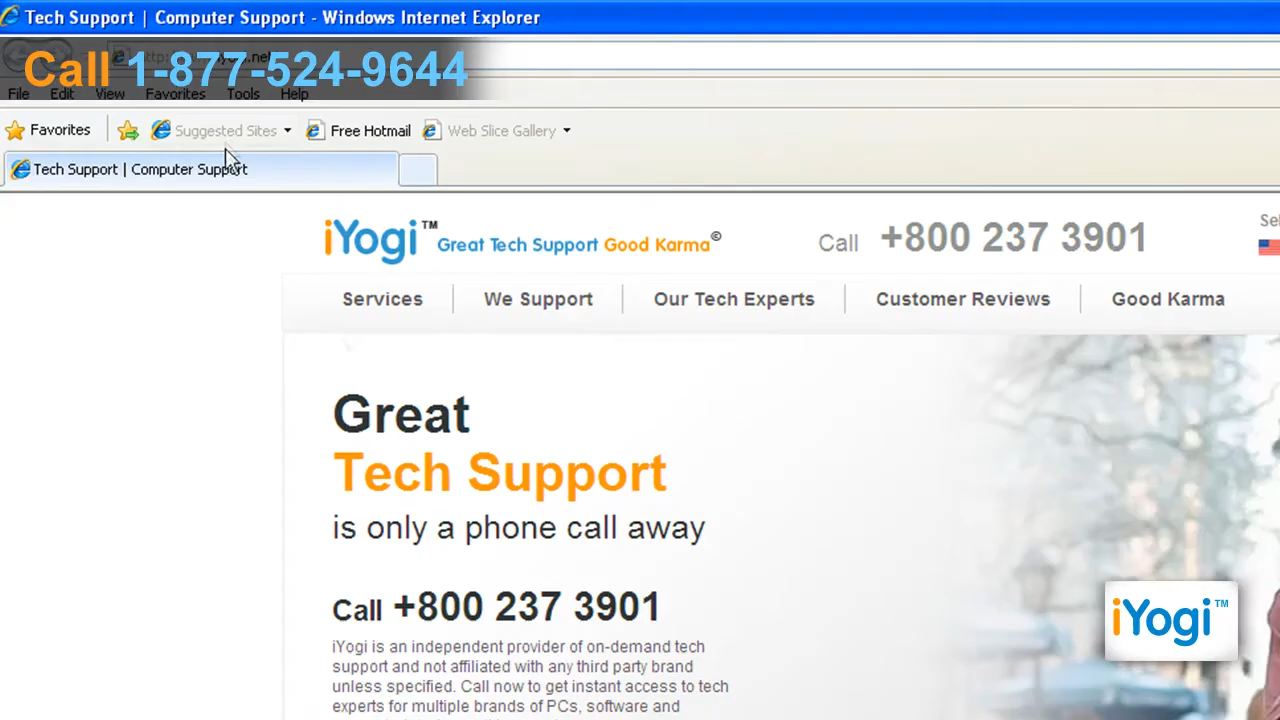 Tech Support | Computer Support - Windows Internet Explorer
Call 1-877-524-9644
File Edit View Favorites Tools Help
Favorites Suggested Sites Free Hotmail Web Slice Gallery
Tech Support | Computer Support
iYogi™ Great Tech Support Good Karma©
Call +800 237 3901
Services We Support Our Tech Experts Customer Reviews Good Karma
Great
Tech Support
is only a phone call away
Call +800 237 3901
iYogi is an independent provider of on-demand tech
support and not affiliated with any third party brand
unless specified. Call now to get instant access to tech
experts for multiple brands of PCs, software and
iYogi™